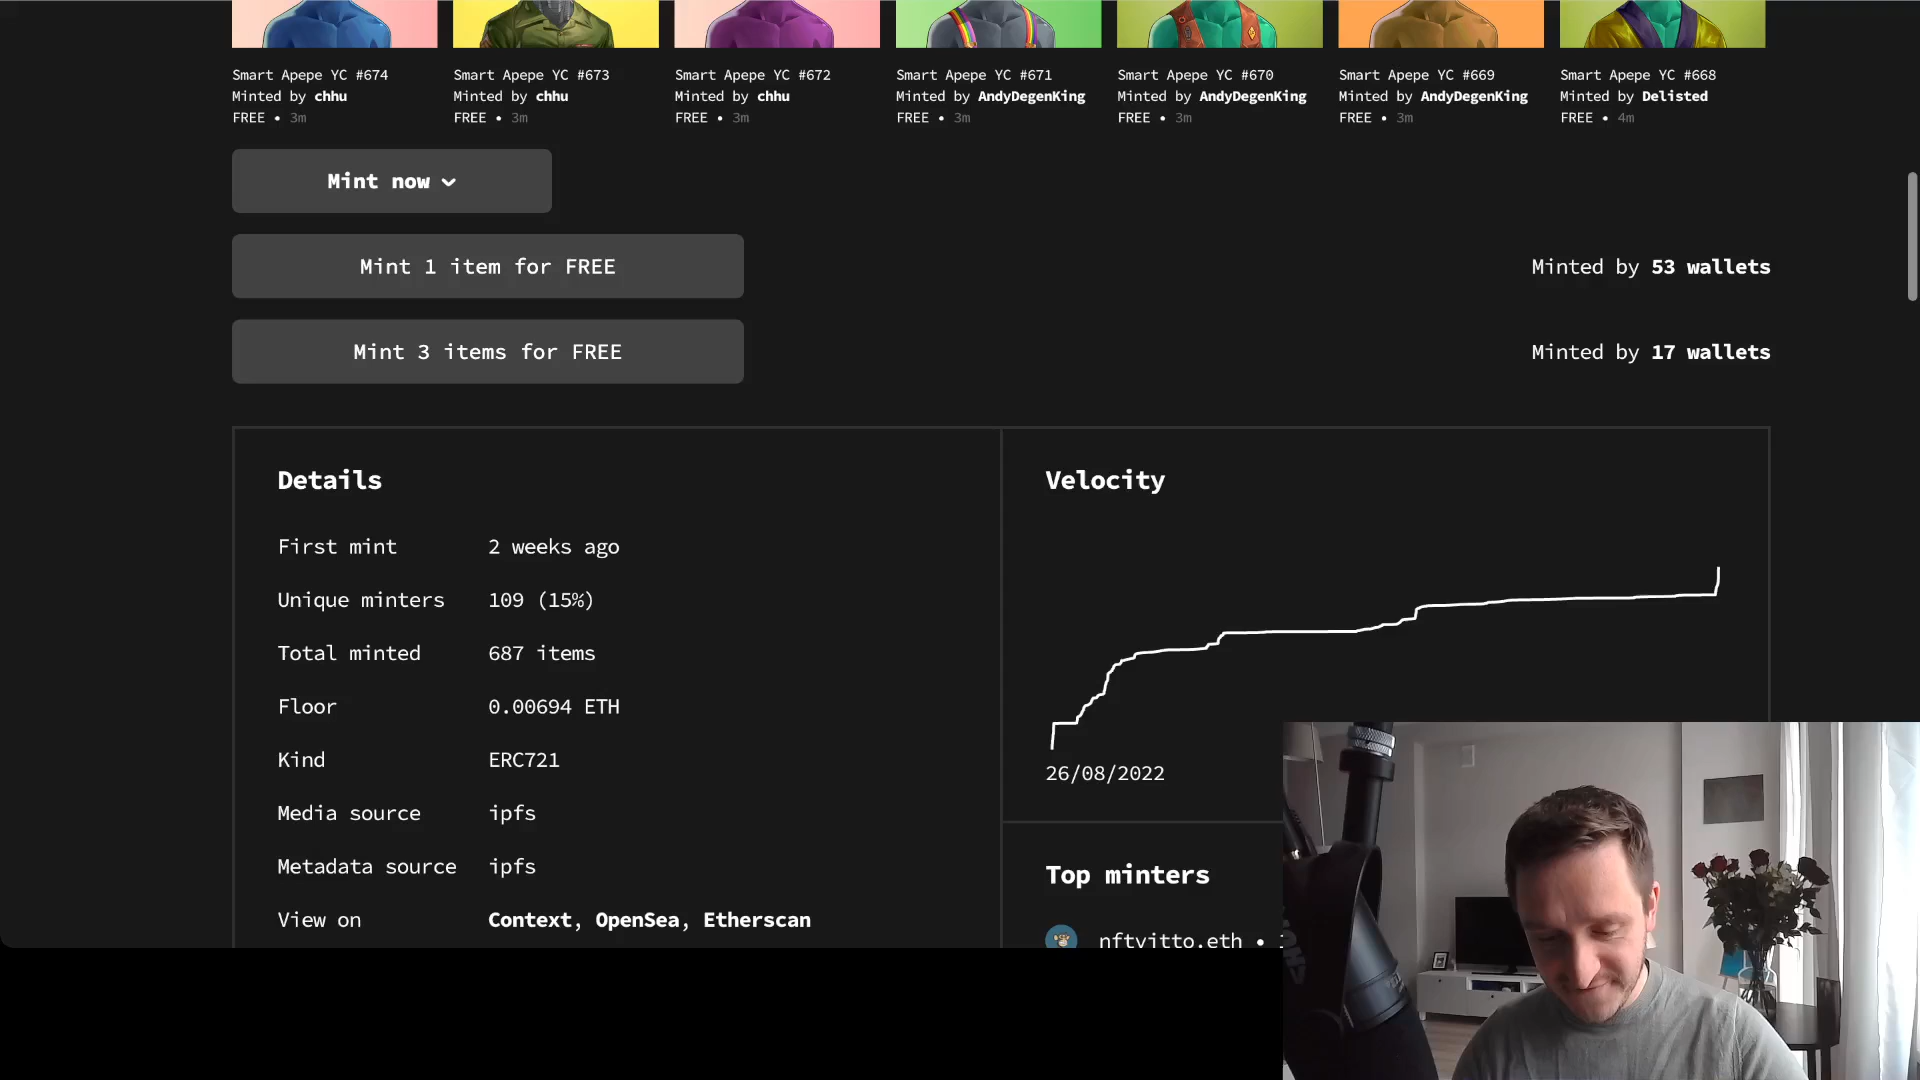 Smart Apepe YC #674
Minted by chhu
FREE • 3m
Smart Apepe YC #673
Minted by chhu
FREE • 3m
Smart Apepe YC #672
Minted by chhu
FREE • 3m
Smart Apepe YC #671
Minted by AndyDegenKing
FREE • 3m
Smart Apepe YC #670
Minted by AndyDegenKing
FREE • 3m
Smart Apepe YC #669
Minted by AndyDegenKing
FREE • 3m
Smart Apepe YC #668
Minted by Delisted
FREE • 4m
Mint now
Mint 1 item for FREE
Minted by 53 wallets
Mint 3 items for FREE
Minted by 17 wallets
Details
First mint 2 weeks ago
Unique minters 109 (15%)
Total minted 687 items
Floor 0.00694 ETH
Kind ERC721
Media source ipfs
Metadata source ipfs
View on Context, OpenSea, Etherscan
Velocity
26/08/2022
Top minters
nftvitto.eth •